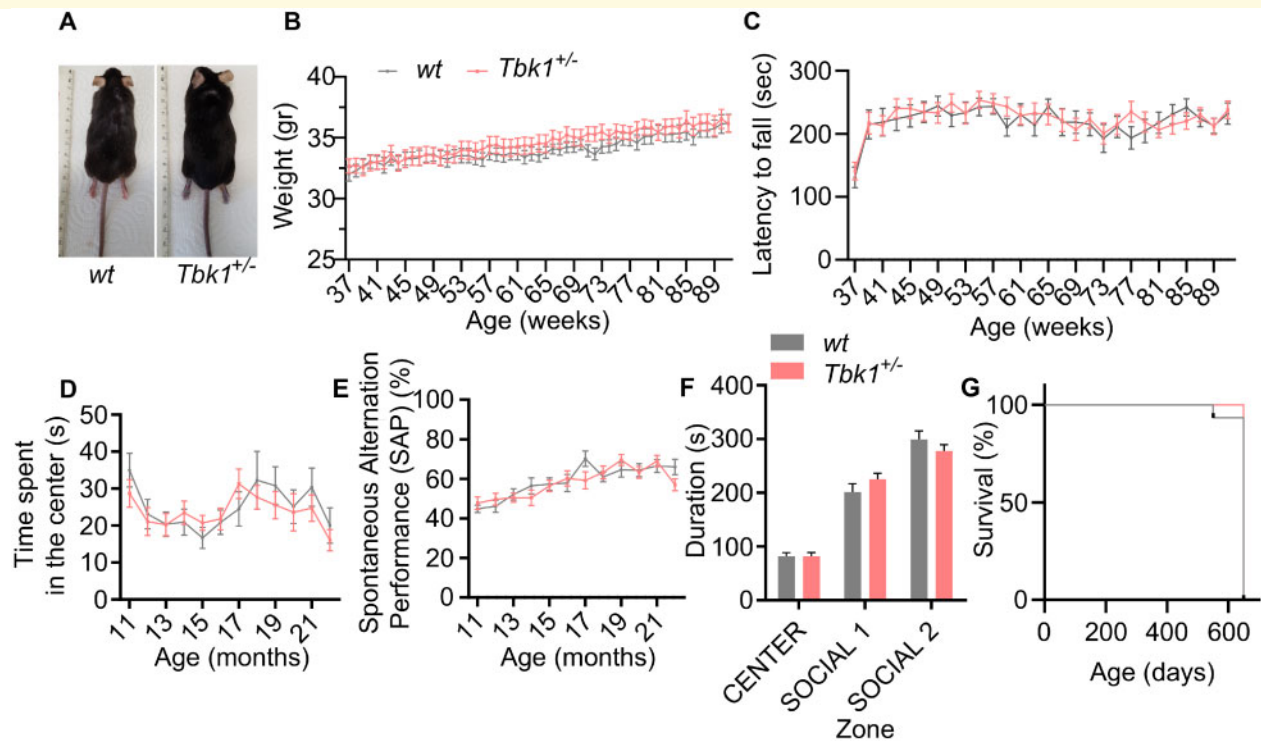 A
wt
Tbk1+/-
B
wt Tbk1+/-
Weight (gr)
40
35
30
25
37 41 45 49 53 57 61 65 69 73 77 81 85 89
Age (weeks)
C
Latency to fall (sec)
300
200
100
0
37 41 45 49 53 57 61 65 69 73 77 81 85 89
Age (weeks)
D
Time spent
in the center (s)
50
40
30
20
10
0
11 13 15 17 19 21
Age (months)
E
Spontaneous Alternation
Performance (SAP) (%)
100
80
60
40
20
0
11 13 15 17 19 21
Age (months)
F
wt
Tbk1+/-
Duration (s)
400
300
200
100
0
CENTER
SOCIAL 1
SOCIAL 2
Zone
G
Survival (%)
100
50
0
0 200 400 600
Age (days)